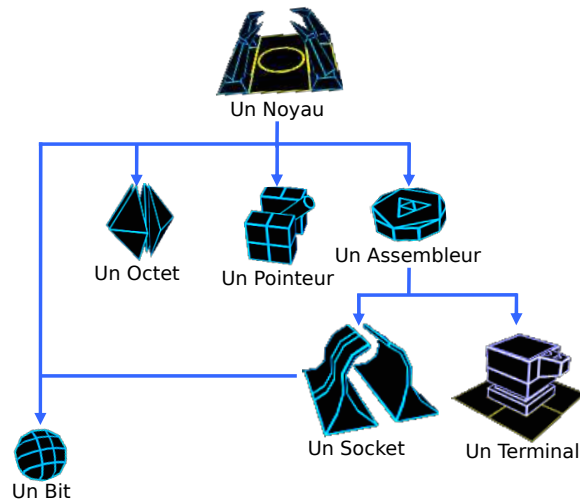 Un Noyau
Un Octet
Un Pointeur
Un Assembleur
Un Socket
Un Terminal
Un Bit